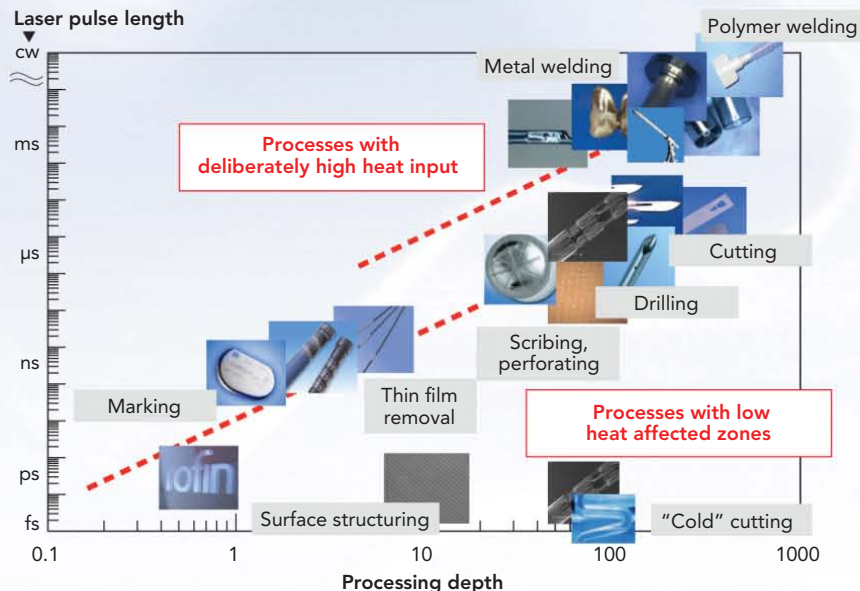 Laser pulse length
cw
ms
µs
ns
ps
fs
Polymer welding
Metal welding
Processes with
deliberately high heat input
Cutting
Drilling
Scribing,
perforating
Thin film
removal
Marking
Processes with low
heat affected zones
rofin
Surface structuring
“Cold” cutting
0.1
1
10
100
1000
Processing depth